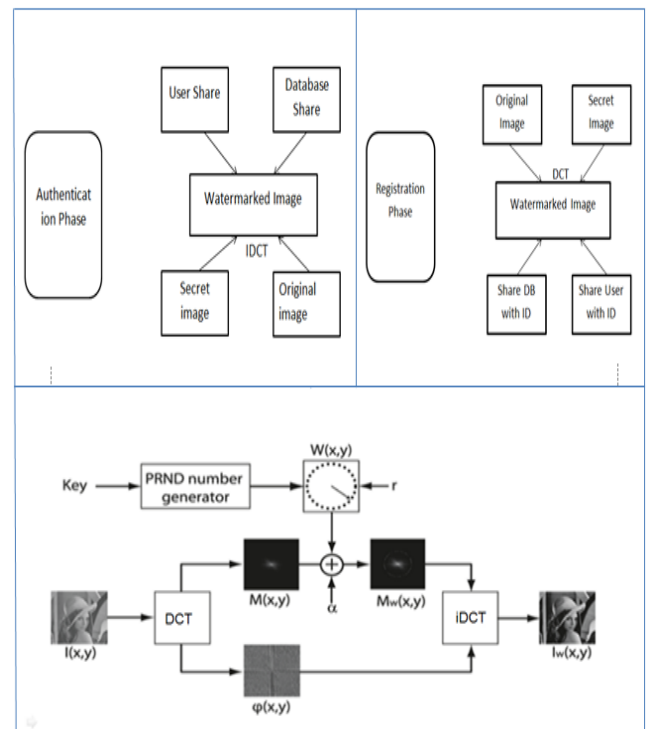 User Share
Database
Share
Authenticat
ion Phase
Watermarked Image
IDCT
Secret
image
Original
image
Original
Image
Secret
Image
Registration
Phase
DCT
Watermarked Image
Share DB
with ID
Share User
with ID
W(x,y)
Key
PRND number
generator
r
M(x,y)
α
Mw(x,y)
DCT
iDCT
I(x,y)
Iw(x,y)
φ(x,y)